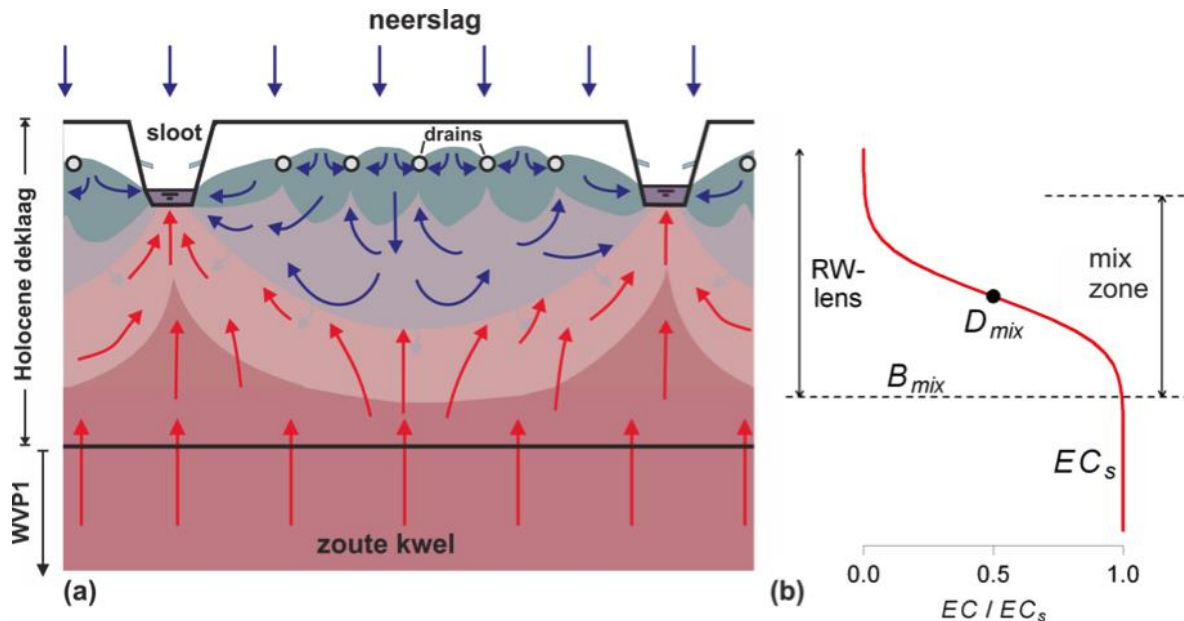 neerslag
sloot
drains
Holocene deklaag
WVP1
zoute kwel
(a)
RW-
lens
mix
zone
D mix
B mix
EC s
0.0 0.5 1.0
EC / EC s
(b)